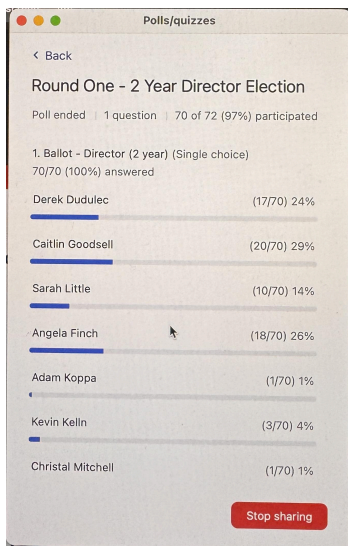 Polls/quizzes
< Back
Round One - 2 Year Director Election
Poll ended | 1 question | 70 of 72 (97%) participated
1. Ballot - Director (2 year) (Single choice)
70/70 (100%) answered
Derek Dudulec (17/70) 24%
Caitlin Goodsell (20/70) 29%
Sarah Little (10/70) 14%
Angela Finch (18/70) 26%
Adam Koppa (1/70) 1%
Kevin Kelln (3/70) 4%
Christal Mitchell (1/70) 1%
Stop sharing